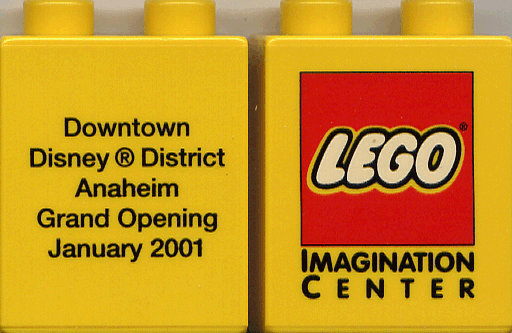 Downtown
Disney ® District
Anaheim
Grand Opening
January 2001
LEGO®
IMAGINATION
CENTER